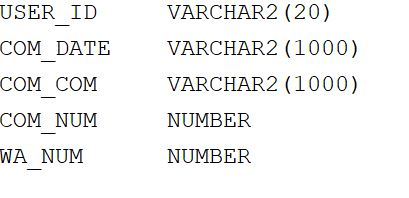 USER_ID VARCHAR2(20)
COM_DATE VARCHAR2(1000)
COM_COM VARCHAR2(1000)
COM_NUM NUMBER
WA_NUM NUMBER